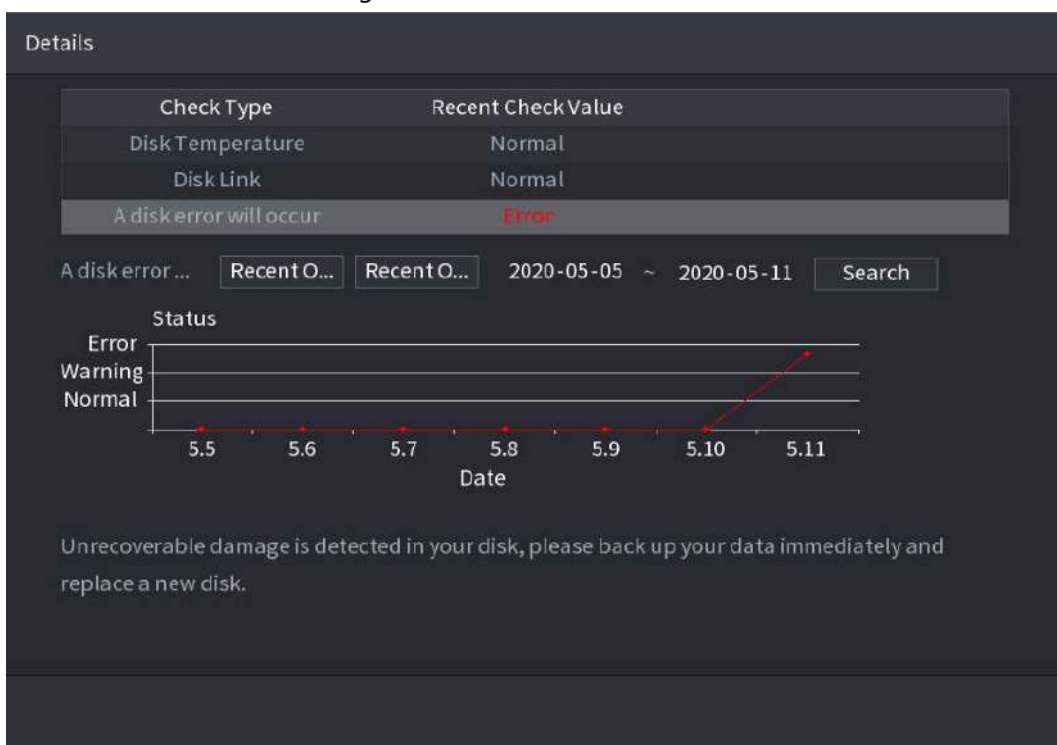 Details
Check Type Recent Check Value
Disk Temperature Normal
Disk Link Normal
A disk error will occur Error
A disk error ... Recent O... Recent O... 2020-05-05 ~ 2020-05-11 Search
Status
Error
Warning
Normal
5.5 5.6 5.7 5.8 5.9 5.10 5.11
Date
Unrecoverable damage is detected in your disk, please back up your data immediately and
replace a new disk.